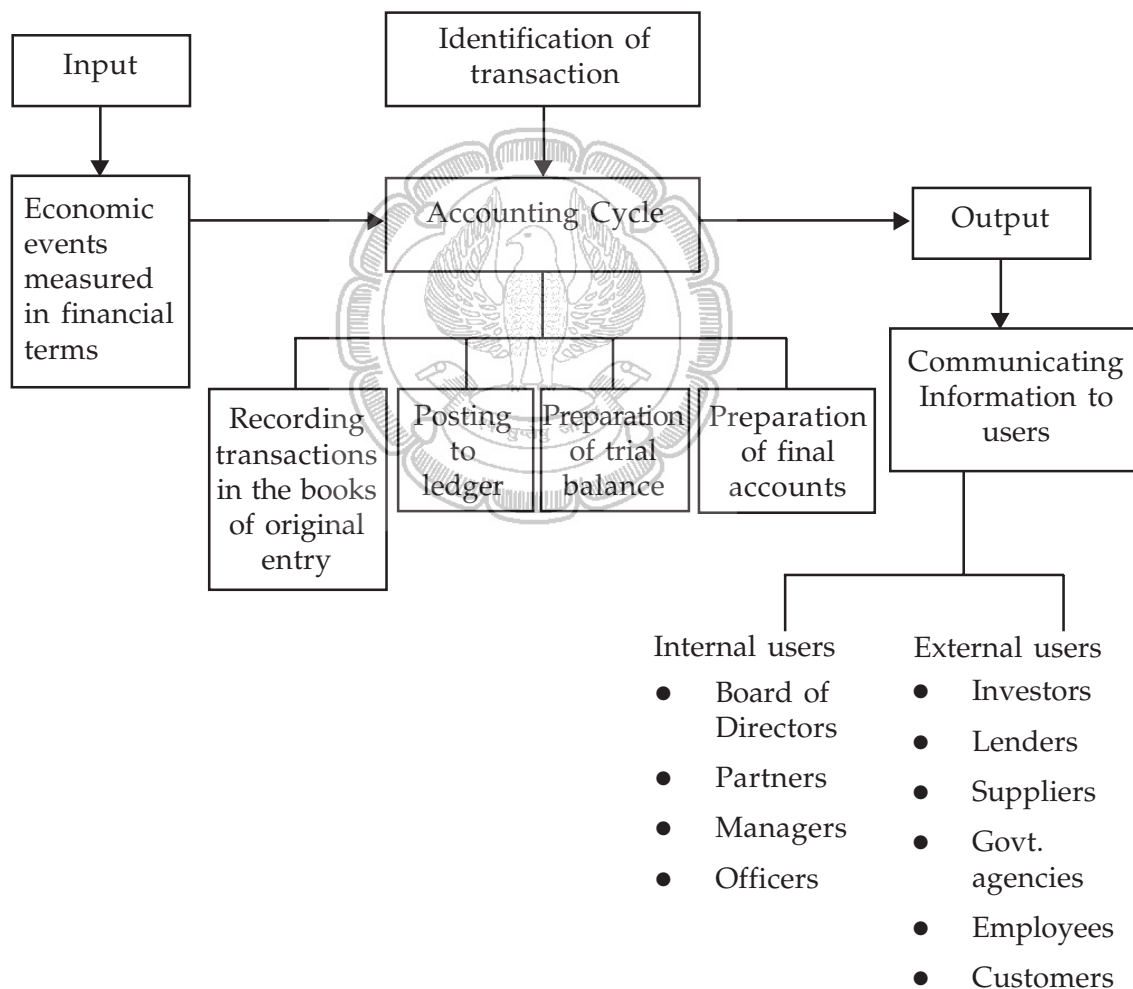 Input
Identification of
transaction
Economic
events
measured
in financial
terms
Accounting Cycle
Output
Communicating
Information to
users
Recording
transactions
in the books
of original
entry
Posting
to
ledger
Preparation
of trial
balance
Preparation
of final
accounts
Internal users
● Board of
Directors
● Partners
● Managers
● Officers
External users
● Investors
● Lenders
● Suppliers
● Govt.
agencies
● Employees
● Customers